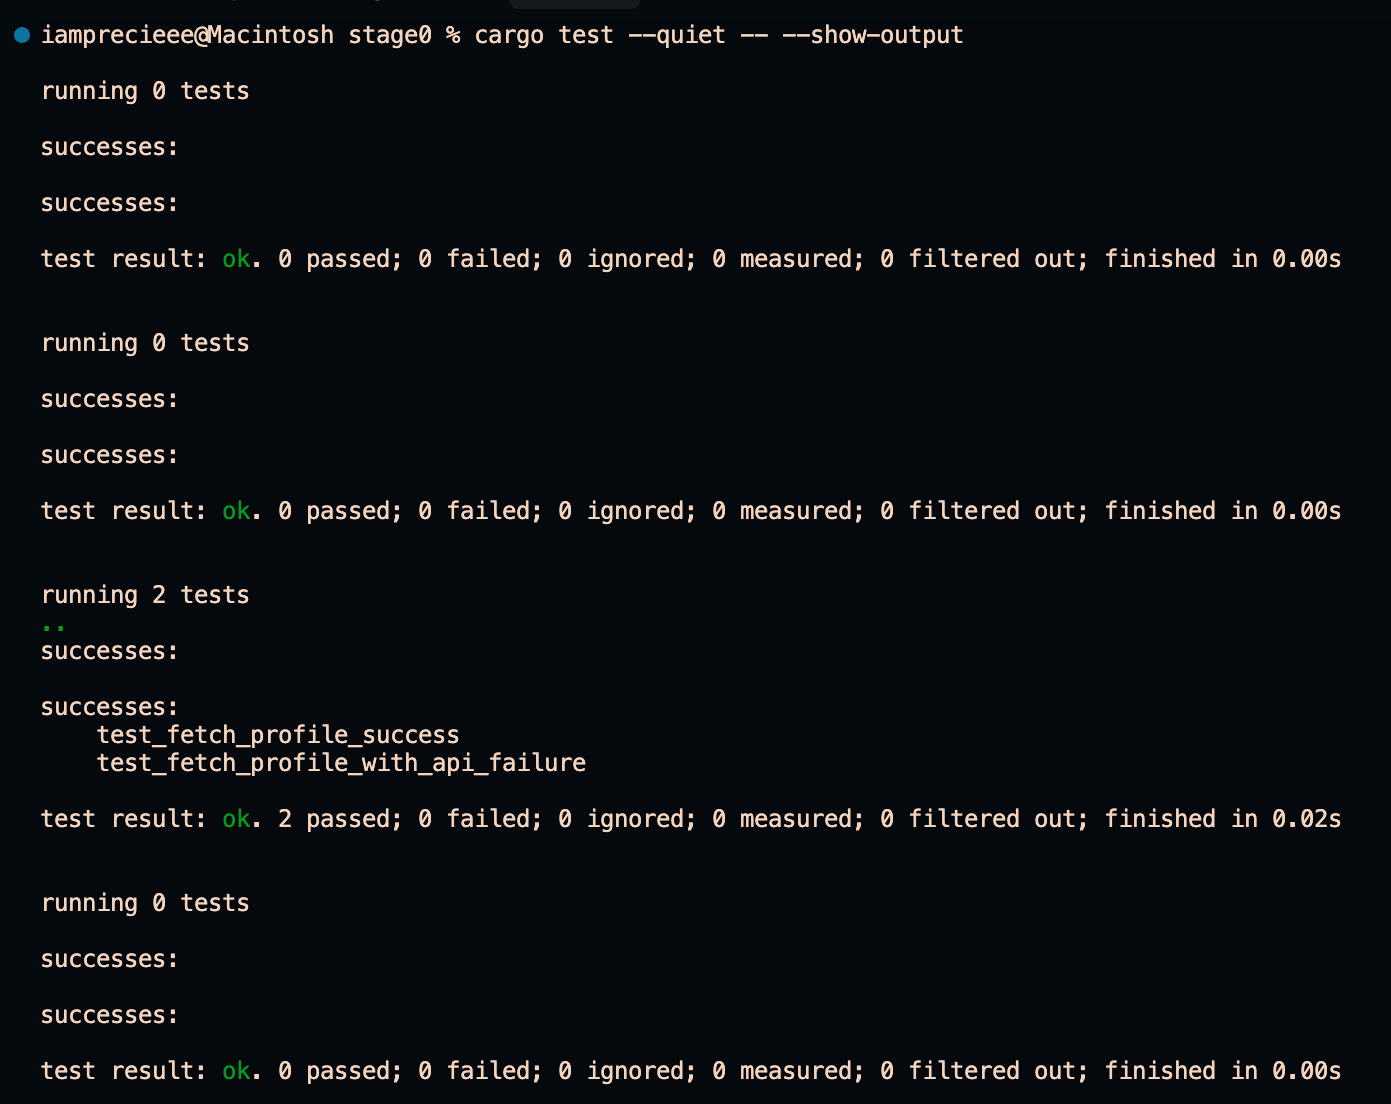 iamprecieee@Macintosh stage0 % cargo test --quiet -- --show-output
running 0 tests
successes:
successes:
test result: ok. 0 passed; 0 failed; 0 ignored; 0 measured; 0 filtered out; finished in 0.00s
running 0 tests
successes:
successes:
test result: ok. 0 passed; 0 failed; 0 ignored; 0 measured; 0 filtered out; finished in 0.00s
running 2 tests
..
successes:
successes:
test_fetch_profile_success
test_fetch_profile_with_api_failure
test result: ok. 2 passed; 0 failed; 0 ignored; 0 measured; 0 filtered out; finished in 0.02s
running 0 tests
successes:
successes:
test result: ok. 0 passed; 0 failed; 0 ignored; 0 measured; 0 filtered out; finished in 0.00s